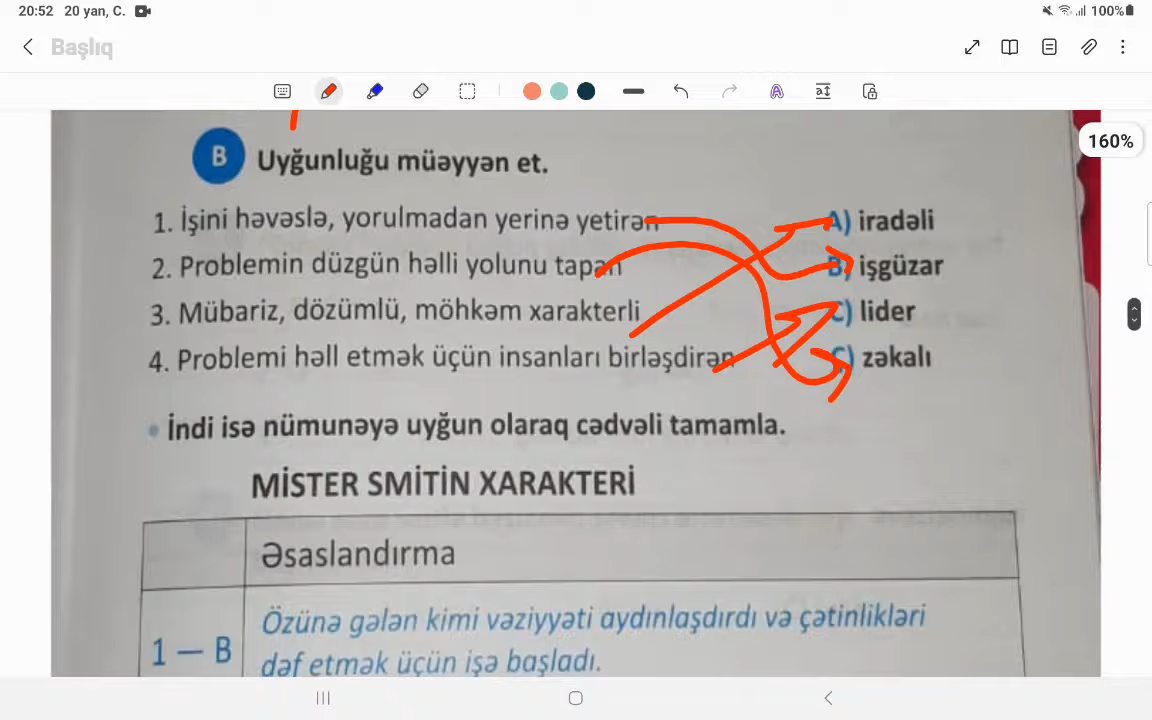 20:52 20 yan, C. 100%
Başlıq
160%
B Uyğunluğu müəyyən et.
1. İşini həvəslə, yorulmadan yerinə yetirən A) iradəli
2. Problemin düzgün həlli yolunu tapan B) işgüzar
3. Mübariz, dözümlü, möhkəm xarakterli C) lider
4. Problemi həll etmək üçün insanları birləşdirən Ç) zəkalı
• İndi isə nümunəyə uyğun olaraq cədvəli tamamla.
MİSTER SMİTİN XARAKTERİ
Əsaslandırma
1 — B Özünə gələn kimi vəziyyəti aydınlaşdırdı və çətinlikləri
dəf etmək üçün işə başladı.